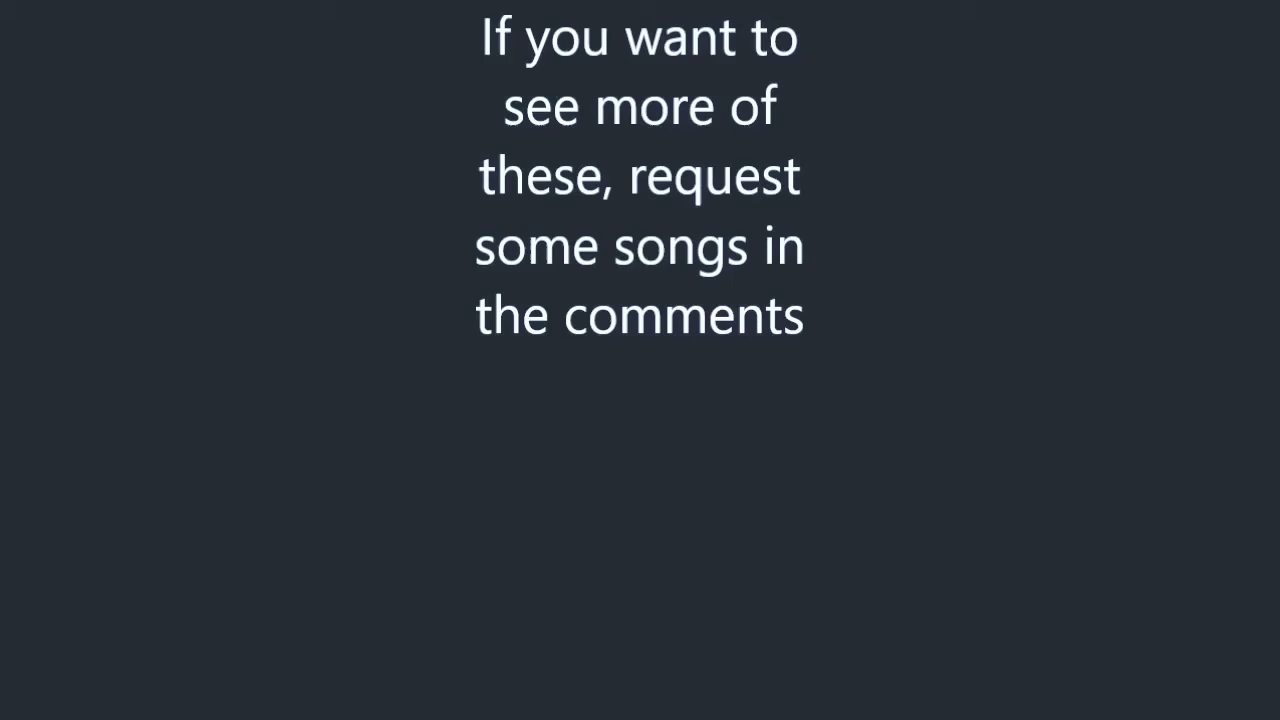 If you want to
see more of
these, request
some songs in
the comments